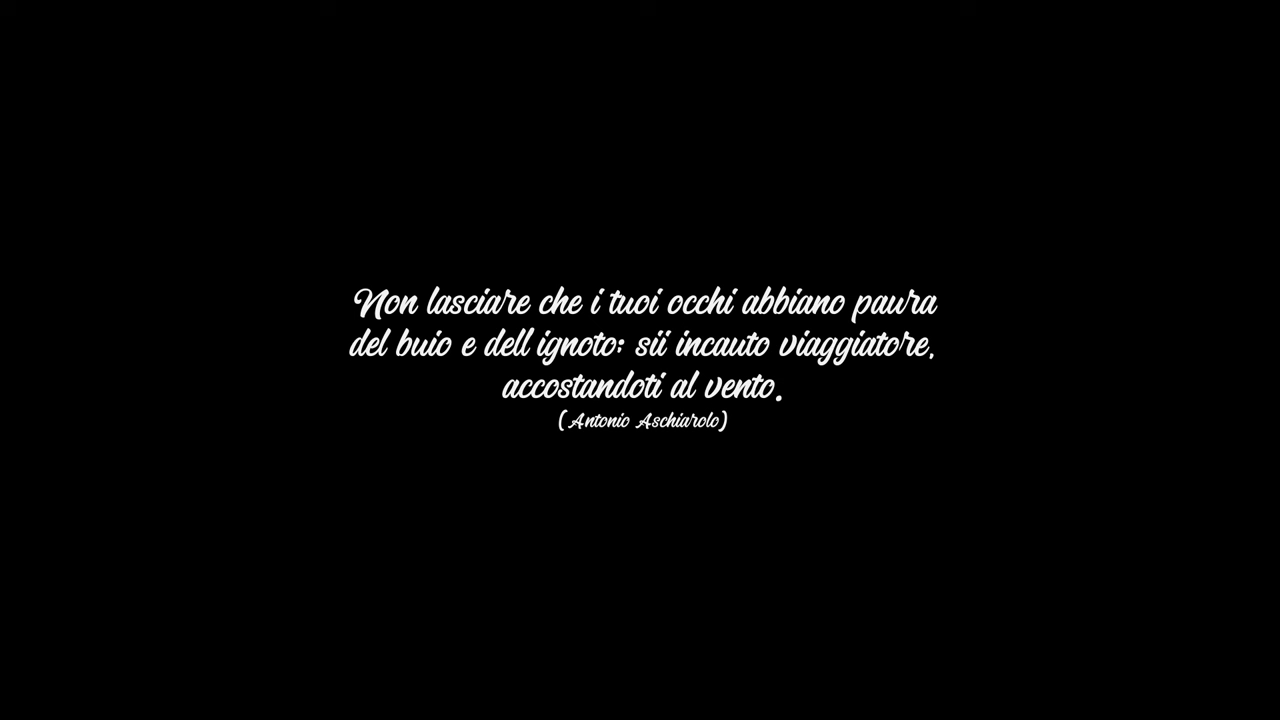 Non lasciare che i tuoi occhi abbiano paura
del buio e dell ignoto: sii incauto viaggiatore,
accostandoti al vento.
(Antonio Aschiarolo)